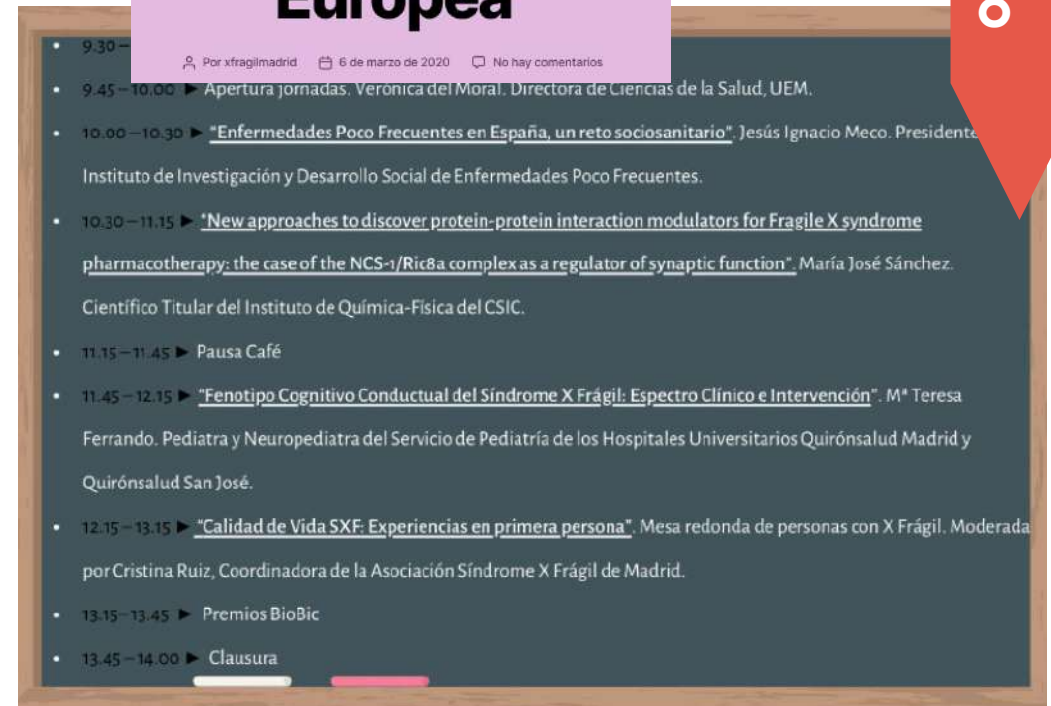 Europea
Por xfragilmadrid 6 de marzo de 2020 No hay comentarios
• 9.30 –
• 9.45 – 10.00 ► Apertura jornadas. Verónica del Moral. Directora de Ciencias de la Salud, UEM.
• 10.00 – 10.30 ► "Enfermedades Poco Frecuentes en España, un reto sociosanitario". Jesús Ignacio Meco. Presidente
Instituto de Investigación y Desarrollo Social de Enfermedades Poco Frecuentes.
• 10.30 – 11.15 ► "New approaches to discover protein-protein interaction modulators for Fragile X syndrome
pharmacotherapy: the case of the NCS-1/Ric8a complex as a regulator of synaptic function". María José Sánchez.
Científico Titular del Instituto de Química-Física del CSIC.
• 11.15 – 11.45 ► Pausa Café
• 11.45 – 12.15 ► "Fenotipo Cognitivo Conductual del Síndrome X Frágil: Espectro Clínico e Intervención". Mª Teresa
Ferrando. Pediatra y Neuropediatra del Servicio de Pediatría de los Hospitales Universitarios Quirónsalud Madrid y
Quirónsalud San José.
• 12.15 – 13.15 ► "Calidad de Vida SXF: Experiencias en primera persona". Mesa redonda de personas con X Frágil. Moderada
por Cristina Ruiz, Coordinadora de la Asociación Síndrome X Frágil de Madrid.
• 13.15 – 13.45 ► Premios BioBic
• 13.45 – 14.00 ► Clausura